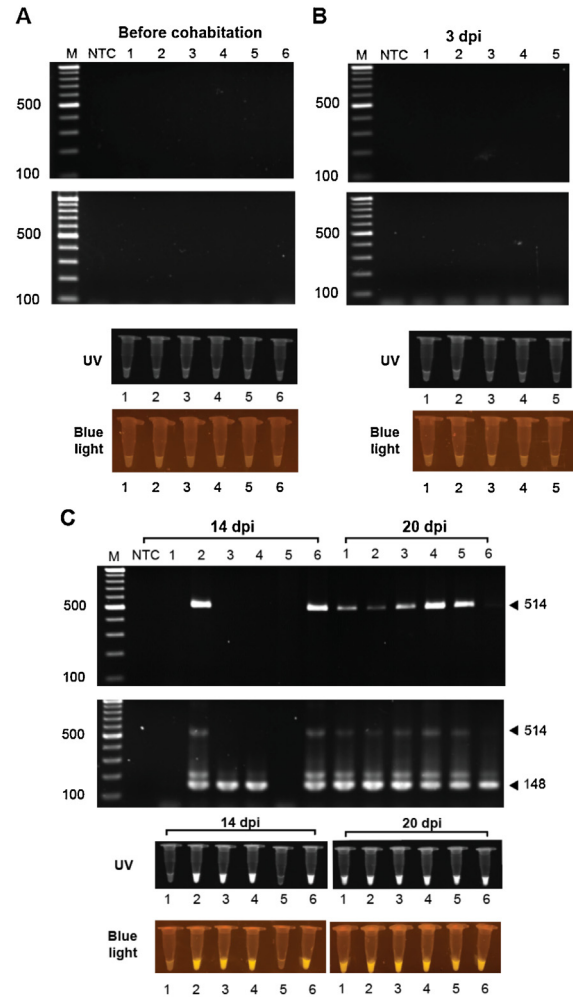 A
Before cohabitation
M NTC 1 2 3 4 5 6
500
100
500
100
UV
1 2 3 4 5 6
Blue
light
1 2 3 4 5 6
B
3 dpi
M NTC 1 2 3 4 5
500
100
500
100
UV
1 2 3 4 5
Blue
light
1 2 3 4 5
C
14 dpi 20 dpi
M NTC 1 2 3 4 5 6 1 2 3 4 5 6
500 ◄ 514
100
◄ 514
500
◄ 148
100
14 dpi 20 dpi
UV
1 2 3 4 5 6 1 2 3 4 5 6
Blue
light
1 2 3 4 5 6 1 2 3 4 5 6